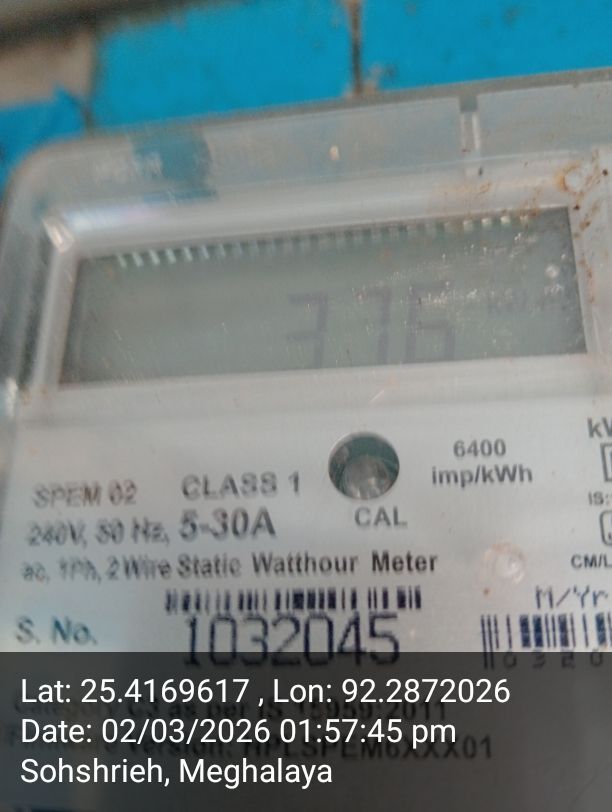 6400
imp/kWh
SPEM 02
CLASS 1
240V, 50 Hz, 5-30A
CAL
ac, 1Ph, 2 Wire Static Watthour Meter
CM/L
M/Yr
S. No.
1032045
Lat: 25.4169617 , Lon: 92.2872026
Date: 02/03/2026 01:57:45 pm
Sohshrieh, Meghalaya